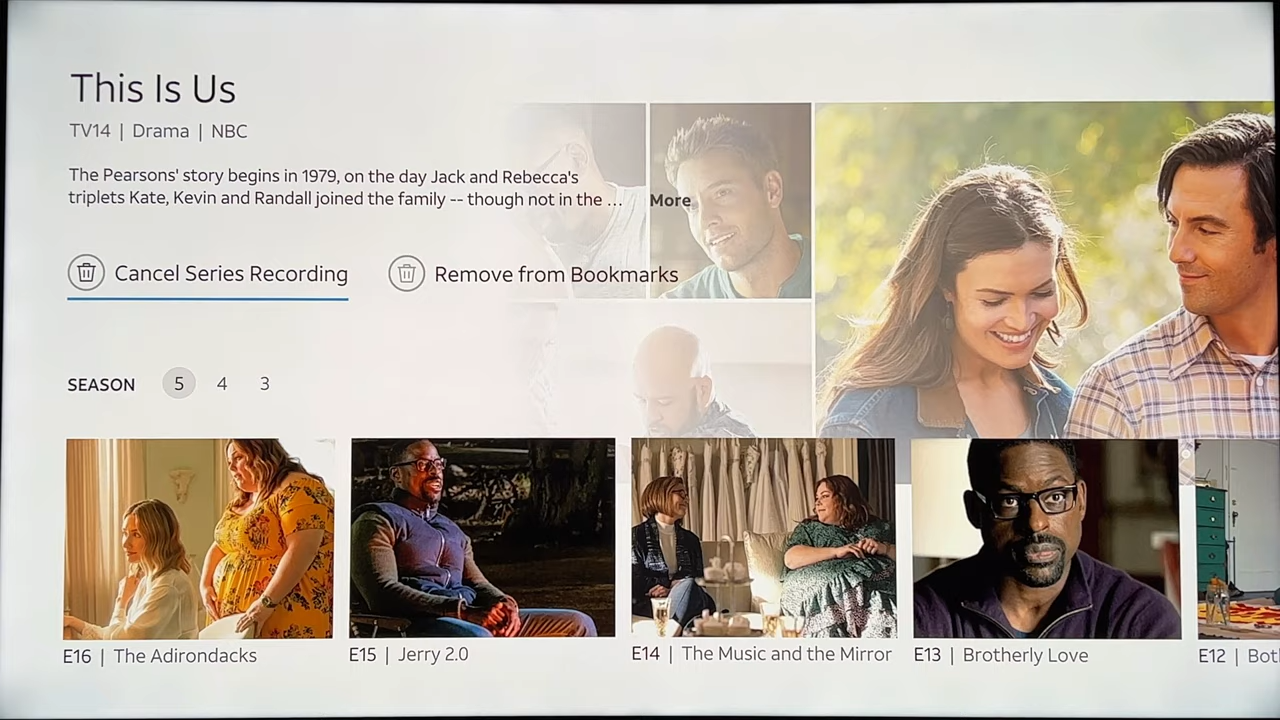 This Is Us
TV14 | Drama | NBC
The Pearsons' story begins in 1979, on the day Jack and Rebecca's
triplets Kate, Kevin and Randall joined the family -- though not in the ... More
Cancel Series Recording
Remove from Bookmarks
SEASON 5 4 3
E16 | The Adirondacks
E15 | Jerry 2.0
E14 | The Music and the Mirror
E13 | Brotherly Love
E12 |